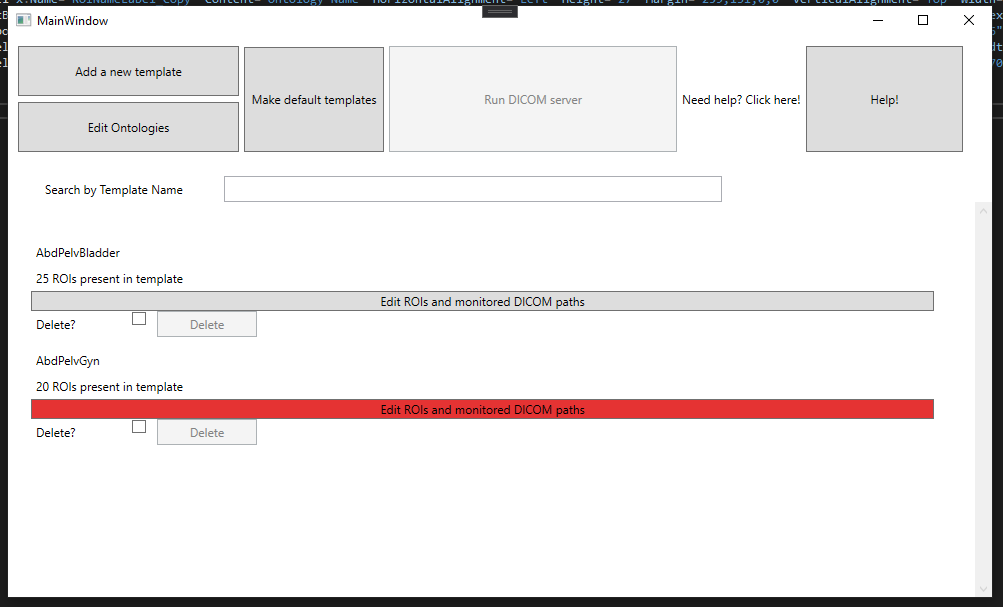 MainWindow
Add a new template
Edit Ontologies
Make default templates
Run DICOM server
Need help? Click here!
Help!
Search by Template Name
AbdPelvBladder
25 ROIs present in template
Edit ROIs and monitored DICOM paths
Delete?
Delete
AbdPelvGyn
20 ROIs present in template
Edit ROIs and monitored DICOM paths
Delete?
Delete